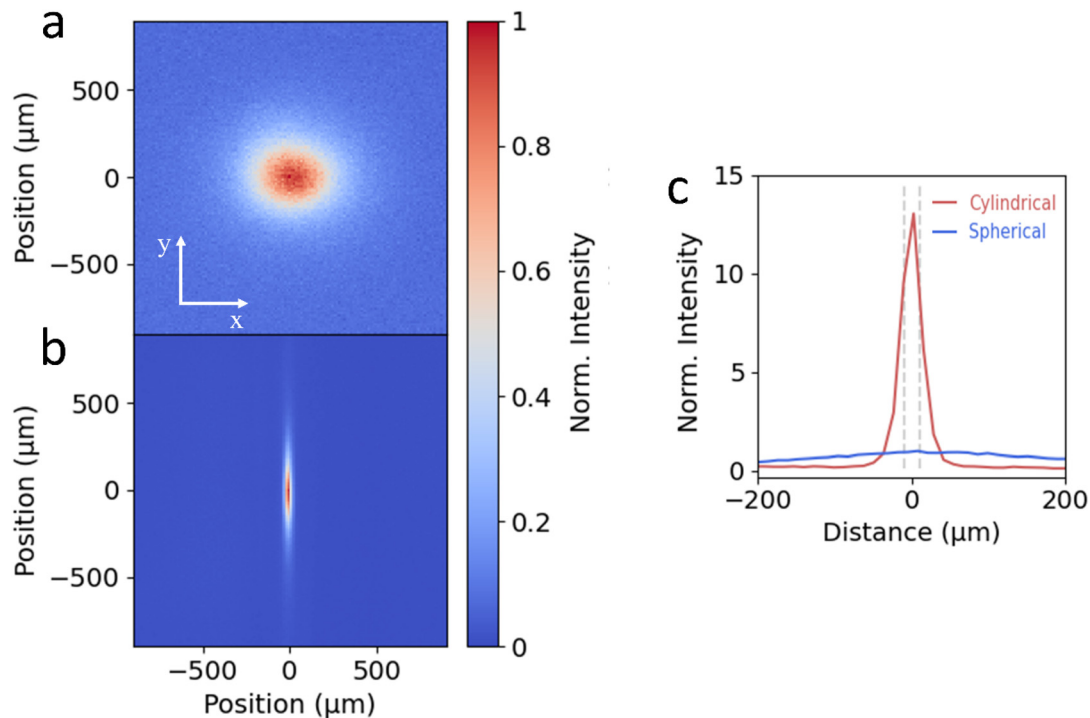 a
Position (µm)
500
0
−500
y
x
b
Position (µm)
500
0
−500
−500
0
500
Position (µm)
1
0.8
0.6
0.4
0.2
0
Norm. Intensity
c
Norm. Intensity
15
10
5
0
Cylindrical
Spherical
−200
0
200
Distance (µm)